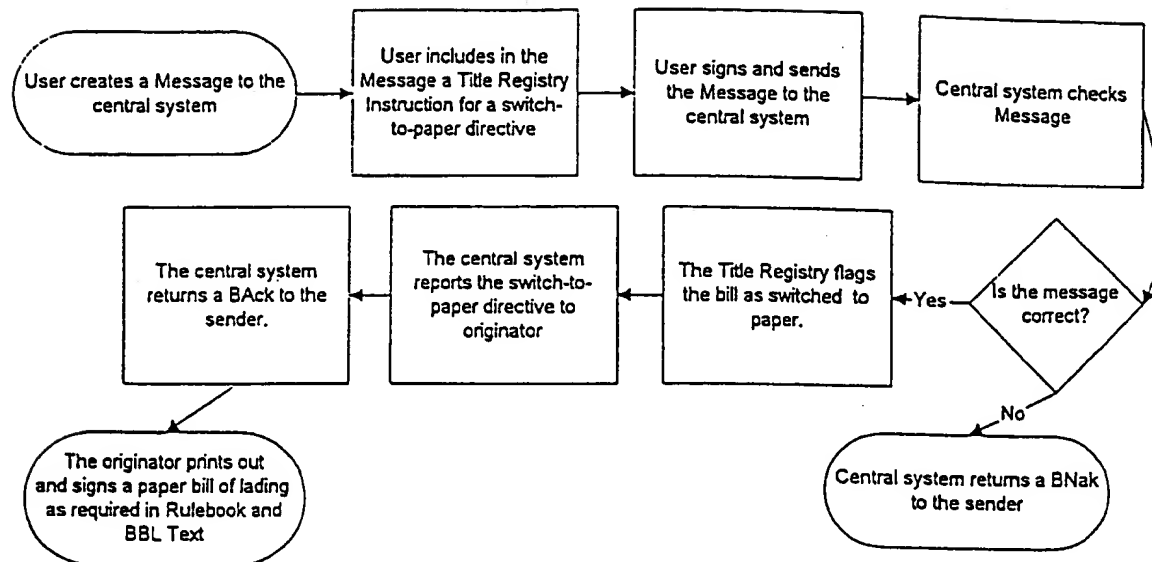 User creates a Message to the
central system
User includes in the
Message a Title Registry
Instruction for a switch-
to-paper directive
User signs and sends
the Message to the
central system
Central system checks
Message
Is the message
correct?
Yes
The Title Registry flags
the bill as switched to
paper.
The central system
reports the switch-to-
paper directive to
originator
The central system
returns a BAck to the
sender.
The originator prints out
and signs a paper bill of lading
as required in Rulebook and
BBL Text
No
Central system returns a BNak
to the sender